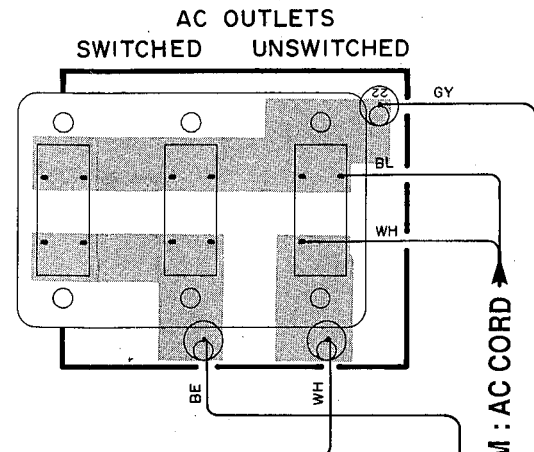 AC OUTLETS
SWITCHED UNSWITCHED
22
GY
BL
WH
BE
WH
M : AC CORD